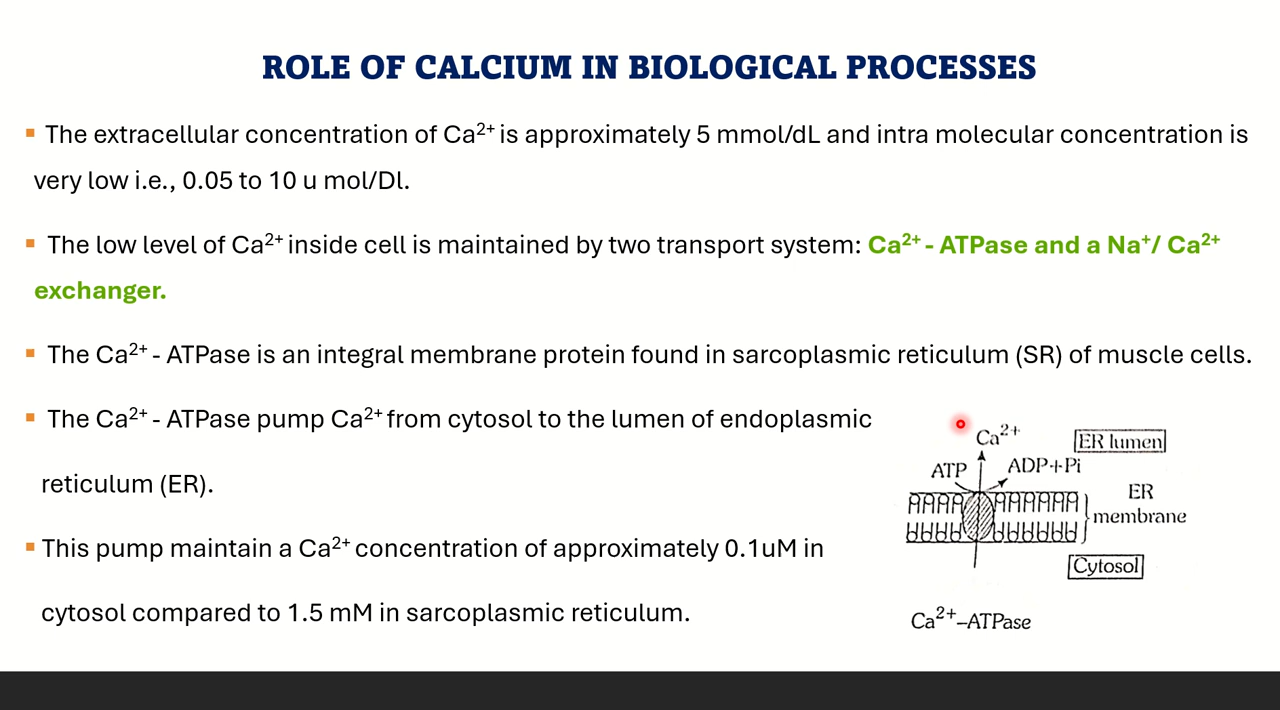 ROLE OF CALCIUM IN BIOLOGICAL PROCESSES
▪ The extracellular concentration of Ca²⁺ is approximately 5 mmol/dL and intra molecular concentration is
very low i.e., 0.05 to 10 u mol/Dl.
▪ The low level of Ca²⁺ inside cell is maintained by two transport system: Ca²⁺ - ATPase and a Na⁺/ Ca²⁺
exchanger.
▪ The Ca²⁺ - ATPase is an integral membrane protein found in sarcoplasmic reticulum (SR) of muscle cells.
▪ The Ca²⁺ - ATPase pump Ca²⁺ from cytosol to the lumen of endoplasmic
reticulum (ER).
▪ This pump maintain a Ca²⁺ concentration of approximately 0.1uM in
cytosol compared to 1.5 mM in sarcoplasmic reticulum.
Ca²⁺
ER lumen
ATP
ADP+Pi
ER
membrane
Cytosol
Ca²⁺–ATPase